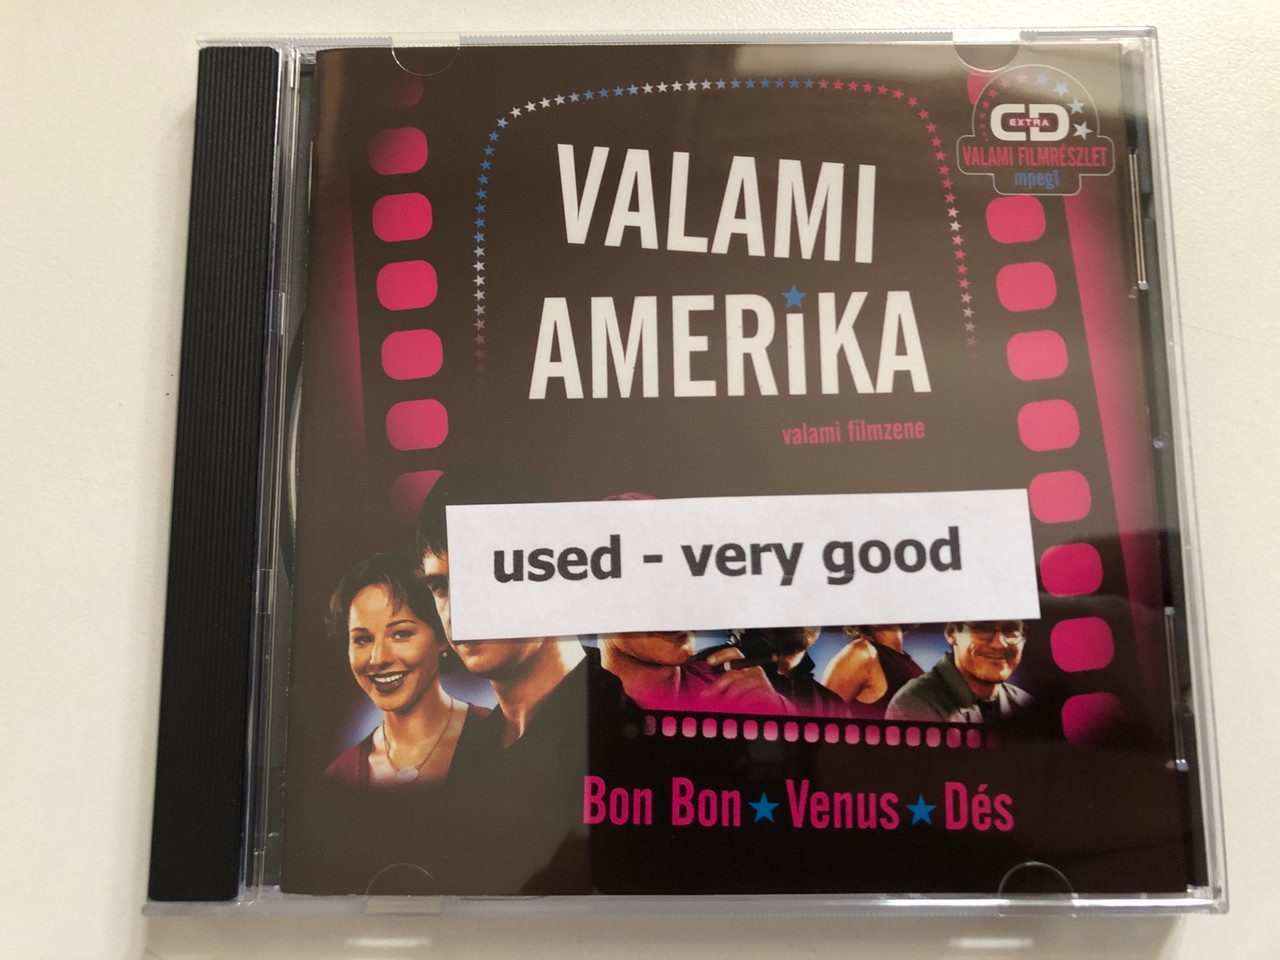 CD
EXTRA
VALAMI FILMRÉSZLET
mpeg1
VALAMI
AMERiKA
valami filmzene
used - very good
Bon Bon ★ Venus ★ Dés